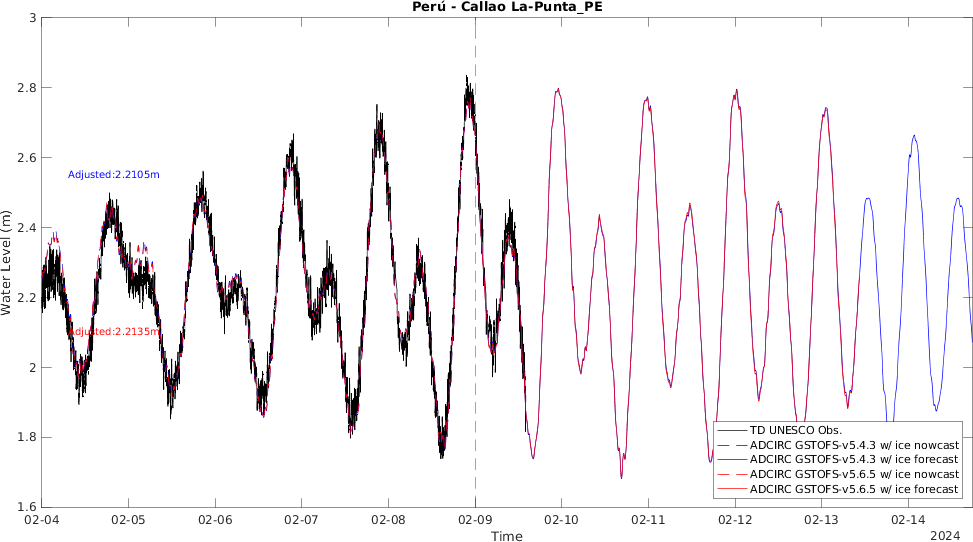 Perú - Callao La-Punta_PE
3
2.8
2.6
2.4
2.2
2
1.8
1.6
Water Level (m)
Adjusted:2.2105m
Adjusted:2.2135m
TD UNESCO Obs.
ADCIRC GSTOFS-v5.4.3 w/ ice nowcast
ADCIRC GSTOFS-v5.4.3 w/ ice forecast
ADCIRC GSTOFS-v5.6.5 w/ ice nowcast
ADCIRC GSTOFS-v5.6.5 w/ ice forecast
02-04 02-05 02-06 02-07 02-08 02-09 02-10 02-11 02-12 02-13 02-14
Time
2024